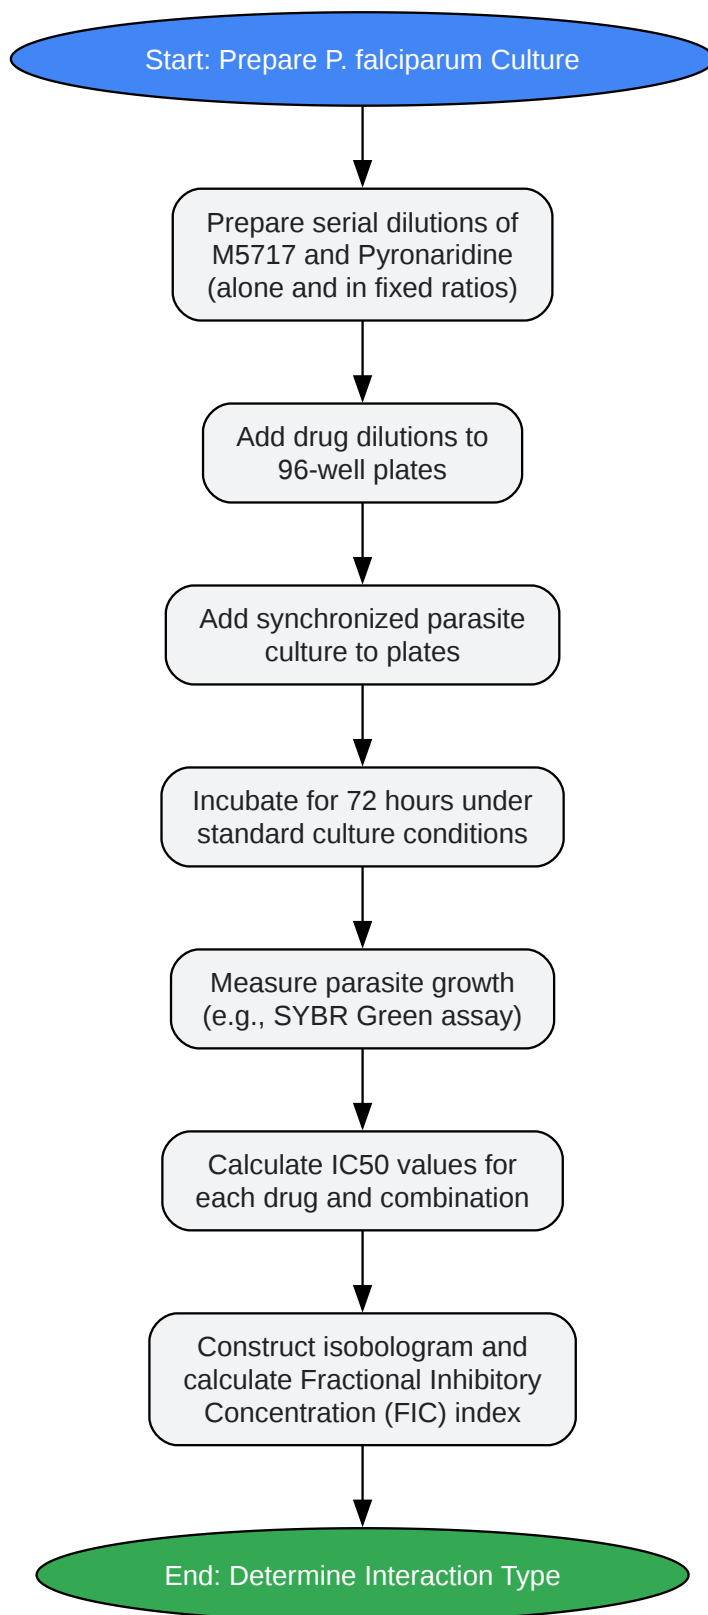 Start: Prepare P. falciparum Culture
Prepare serial dilutions of
M5717 and Pyronaridine
(alone and in fixed ratios)
Add drug dilutions to
96-well plates
Add synchronized parasite
culture to plates
Incubate for 72 hours under
standard culture conditions
Measure parasite growth
(e.g., SYBR Green assay)
Calculate IC50 values for
each drug and combination
Construct isobologram and
calculate Fractional Inhibitory
Concentration (FIC) index
End: Determine Interaction Type